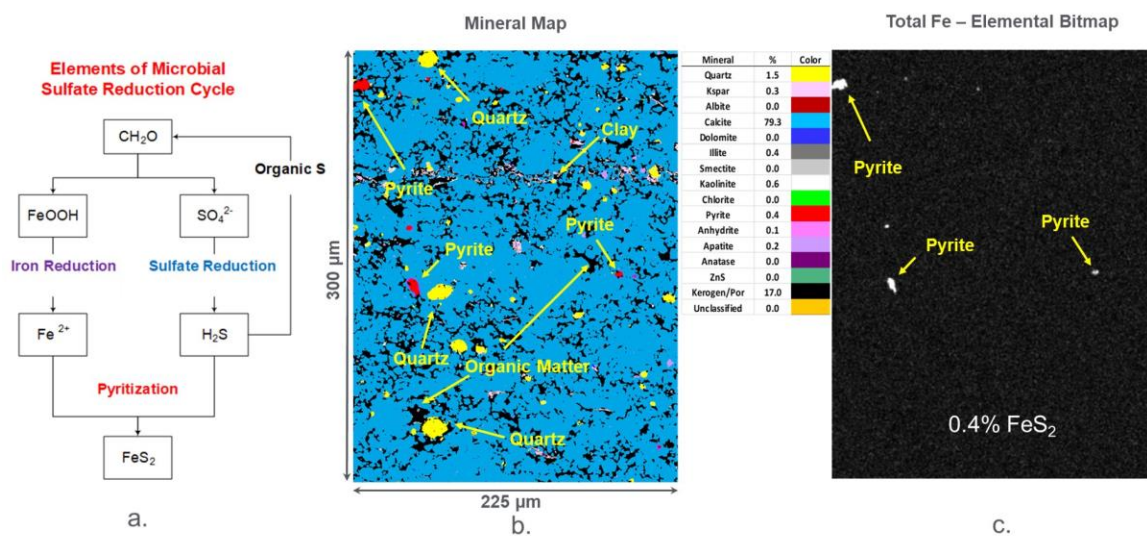 Elements of Microbial
Sulfate Reduction Cycle
CH₂O
Organic S
FeOOH
SO₄²⁻
Iron Reduction
Sulfate Reduction
Fe ²⁺
H₂S
Pyritization
FeS₂
a.
Mineral Map
300 µm
Quartz
Clay
Pyrite
Pyrite
Pyrite
Quartz
Organic Matter
Quartz
225 µm
b.
Mineral % Color
Quartz 1.5
Kspar 0.3
Albite 0.0
Calcite 79.3
Dolomite 0.0
Illite 0.4
Smectite 0.0
Kaolinite 0.6
Chlorite 0.0
Pyrite 0.4
Anhydrite 0.1
Apatite 0.2
Anatase 0.0
ZnS 0.0
Kerogen/Por 17.0
Unclassified 0.0
Total Fe – Elemental Bitmap
Pyrite
Pyrite
Pyrite
0.4% FeS₂
c.